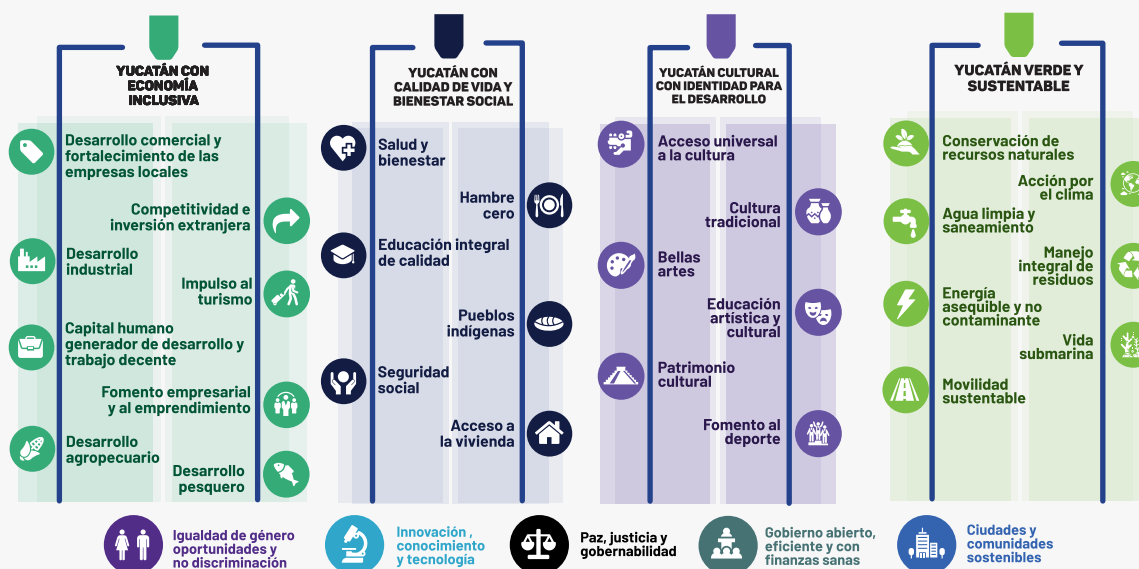 YUCATÁN CON
ECONOMÍA
INCLUSIVA
Desarrollo comercial y
fortalecimiento de las
empresas locales
Competitividad e
inversión extranjera
Desarrollo
industrial
Impulso al
turismo
Capital humano
generador de desarrollo y
trabajo decente
Fomento empresarial
y al emprendimiento
Desarrollo
agropecuario
Desarrollo
pesquero
YUCATÁN CON
CALIDAD DE VIDA Y
BIENESTAR SOCIAL
Salud y
bienestar
Hambre
cero
Educación integral
de calidad
Pueblos
indígenas
Seguridad
social
Acceso a
la vivienda
YUCATÁN CULTURAL
CON IDENTIDAD PARA
EL DESARROLLO
Acceso universal
a la cultura
Cultura
tradicional
Bellas
artes
Educación
artística y
cultural
Patrimonio
cultural
Fomento al
deporte
YUCATÁN VERDE Y
SUSTENTABLE
Conservación de
recursos naturales
Acción por
el clima
Agua limpia y
saneamiento
Manejo
integral de
residuos
Energía
asequible y no
contaminante
Vida
submarina
Movilidad
sustentable
Igualdad de género
oportunidades y
no discriminación
Innovación ,
conocimiento
y tecnología
Paz, justicia y
gobernabilidad
Gobierno abierto,
eficiente y con
finanzas sanas
Ciudades y
comunidades
sostenibles